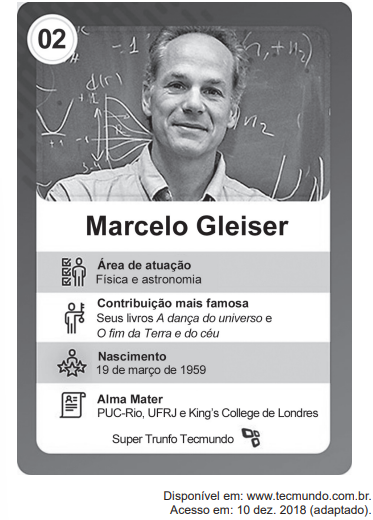 02
Marcelo Gleiser
Área de atuação
Física e astronomia
Contribuição mais famosa
Seus livros A dança do universo e
O fim da Terra e do céu
Nascimento
19 de março de 1959
Alma Mater
PUC-Rio, UFRJ e King's College de Londres
Super Trunfo Tecmundo
Disponível em: www.tecmundo.com.br.
Acesso em: 10 dez. 2018 (adaptado).